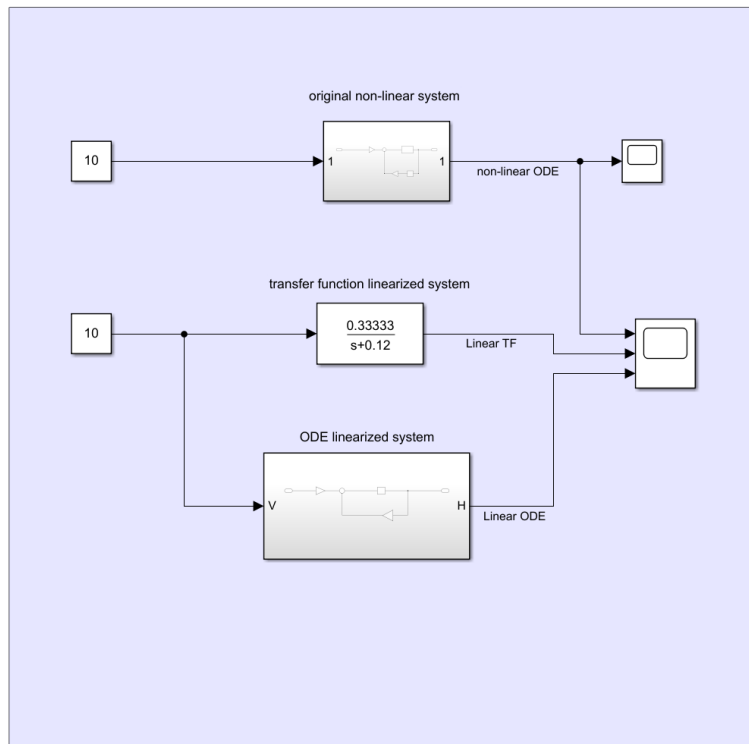 original non-linear system
10
1
1
non-linear ODE
transfer function linearized system
10
0.33333
s+0.12
Linear TF
ODE linearized system
V
H
Linear ODE